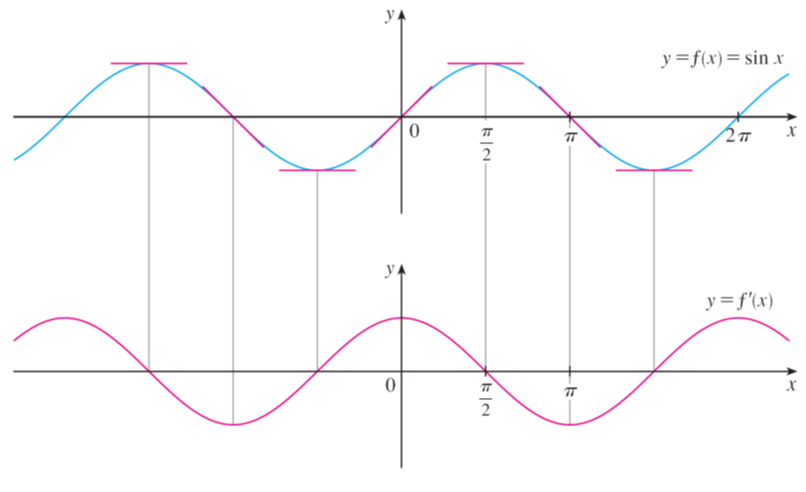 y
y = f(x) = sin x
0
π/2
π
2π
x
y
y = f′(x)
0
π/2
π
x